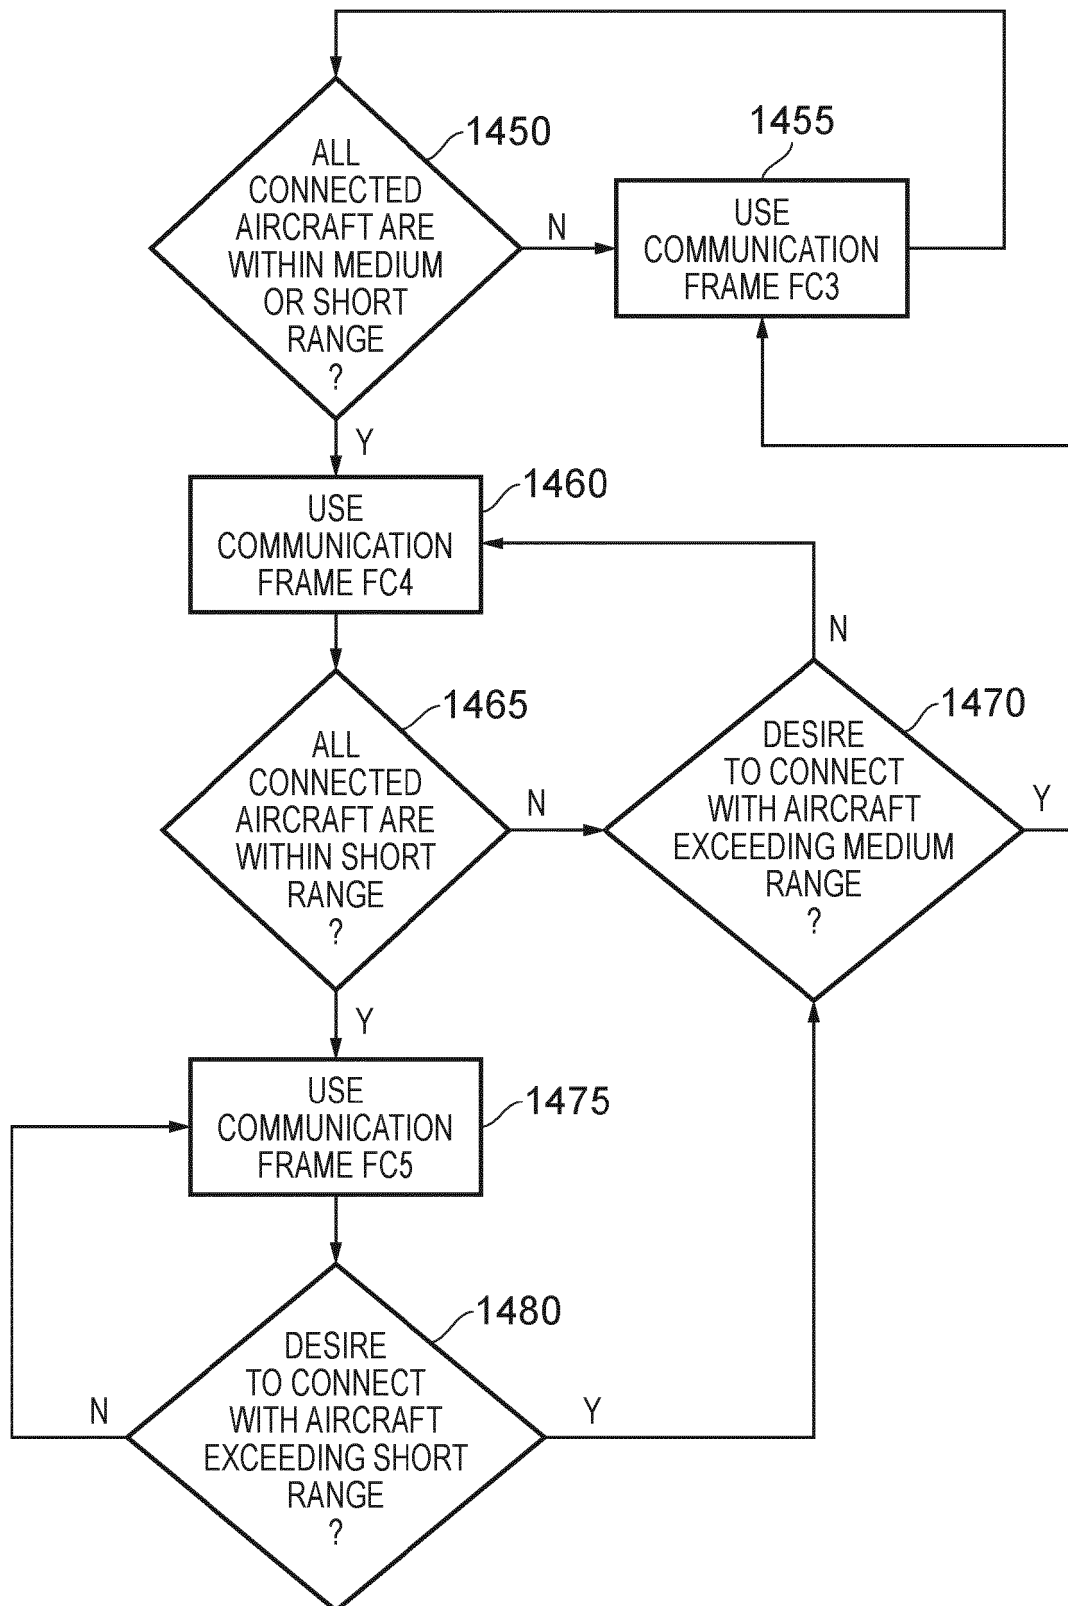 1450
ALL
CONNECTED
AIRCRAFT ARE
WITHIN MEDIUM
OR SHORT
RANGE
?
N
1455
USE
COMMUNICATION
FRAME FC3
Y
1460
USE
COMMUNICATION
FRAME FC4
N
1465
ALL
CONNECTED
AIRCRAFT ARE
WITHIN SHORT
RANGE
?
N
1470
DESIRE
TO CONNECT
WITH AIRCRAFT
EXCEEDING MEDIUM
RANGE
?
Y
Y
1475
USE
COMMUNICATION
FRAME FC5
1480
DESIRE
TO CONNECT
WITH AIRCRAFT
EXCEEDING SHORT
RANGE
?
N
Y